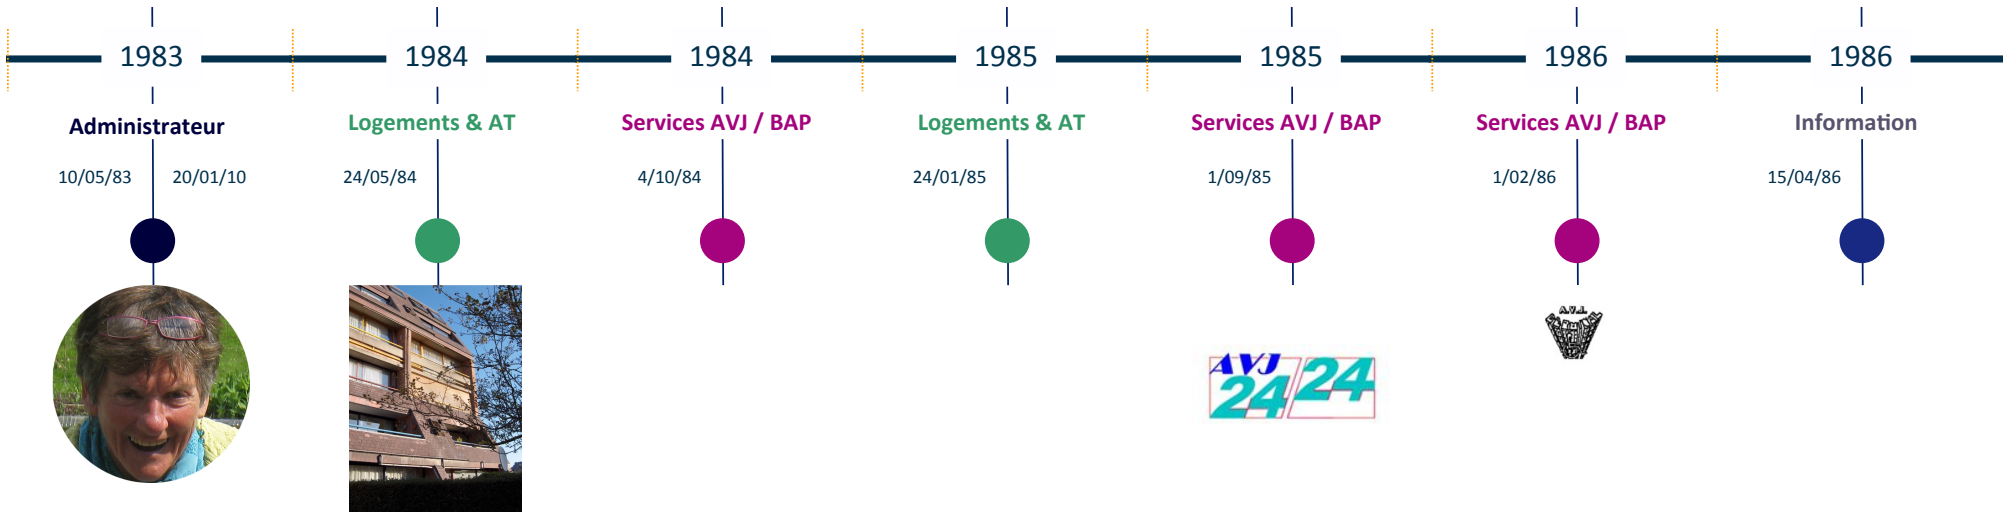 1983
1984
1984
1985
1985
1986
1986
Administrateur
Logements & AT
Services AVJ / BAP
Logements & AT
Services AVJ / BAP
Services AVJ / BAP
Information
10/05/83
20/01/10
24/05/84
4/10/84
24/01/85
1/09/85
1/02/86
15/04/86
AVJ
24
24
A.V.J.